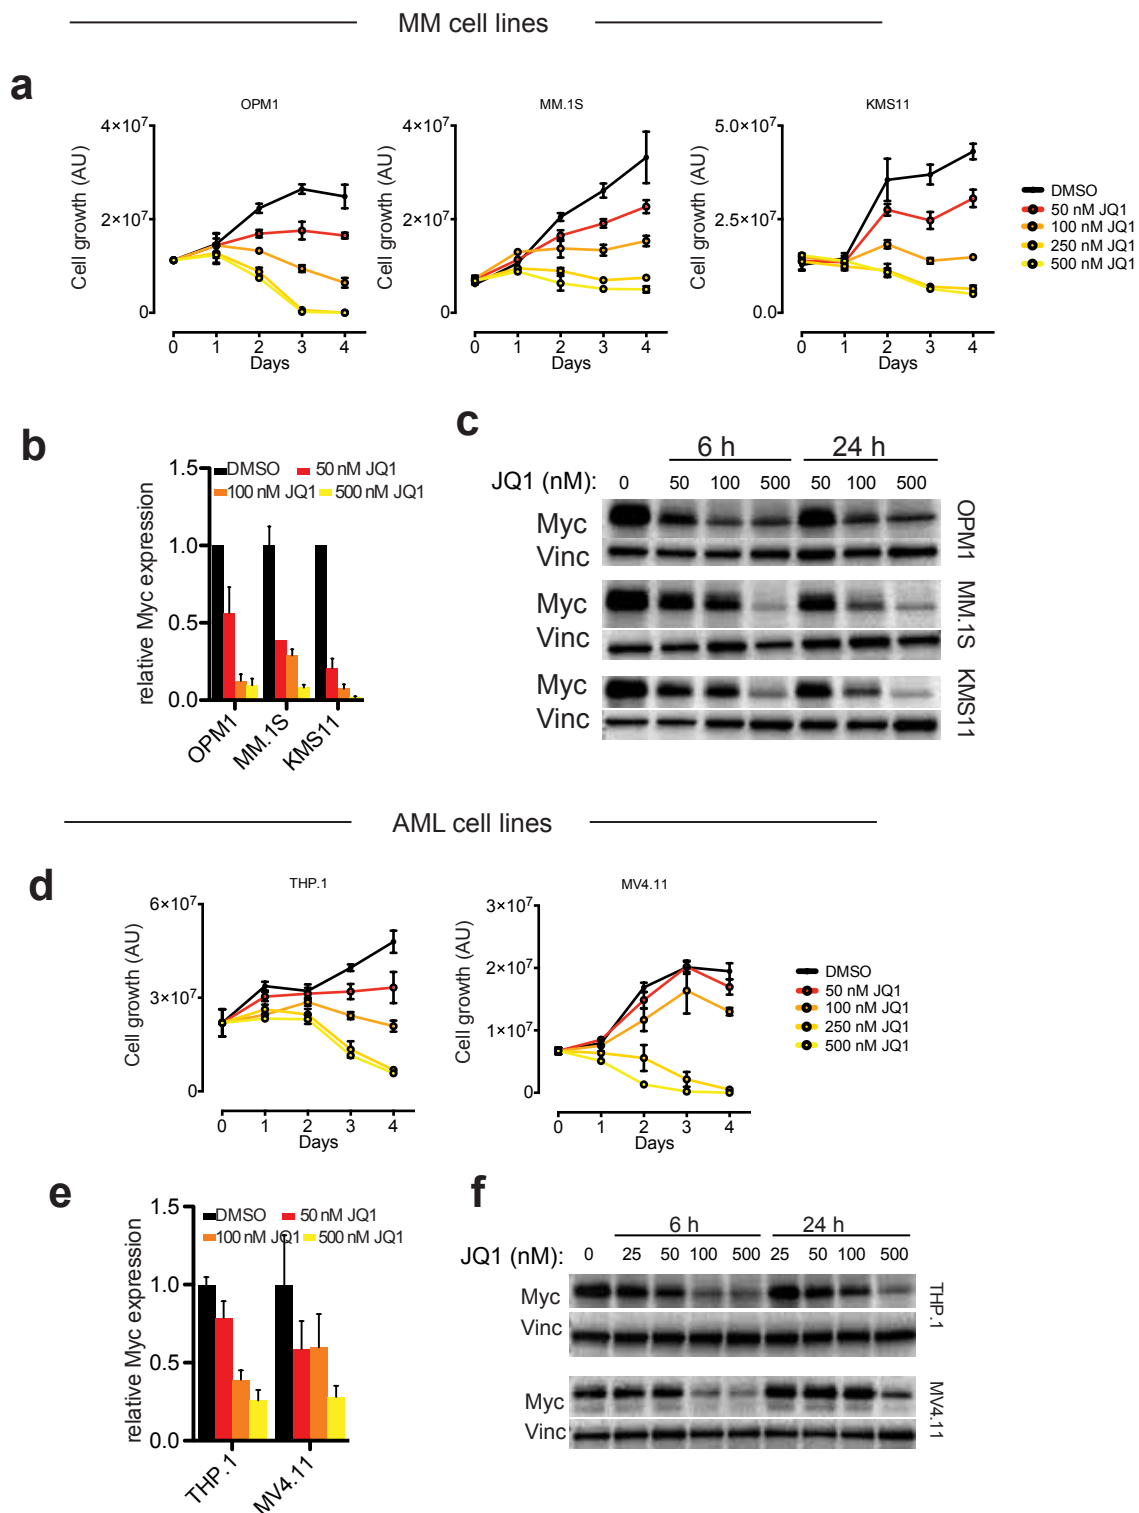 MM cell lines
a
OPM1
MM.1S
KMS11
Cell growth (AU)
4×10⁷
2×10⁷
0
0 1 2 3 4
Days
Cell growth (AU)
4×10⁷
2×10⁷
0
0 1 2 3 4
Days
Cell growth (AU)
5.0×10⁷
2.5×10⁷
0.0
0 1 2 3 4
Days
DMSO
50 nM JQ1
100 nM JQ1
250 nM JQ1
500 nM JQ1
b
relative Myc expression
1.5
1.0
0.5
0.0
DMSO 50 nM JQ1
100 nM JQ1 500 nM JQ1
OPM1
MM.1S
KMS11
c
6 h 24 h
JQ1 (nM): 0 50 100 500 50 100 500
Myc
Vinc
OPM1
Myc
Vinc
MM.1S
Myc
Vinc
KMS11
AML cell lines
d
THP.1
MV4.11
Cell growth (AU)
6×10⁷
3×10⁷
0
0 1 2 3 4
Days
Cell growth (AU)
3×10⁷
2×10⁷
1×10⁷
0
0 1 2 3 4
Days
DMSO
50 nM JQ1
100 nM JQ1
250 nM JQ1
500 nM JQ1
e
relative Myc expression
1.5
1.0
0.5
0.0
DMSO 50 nM JQ1
100 nM JQ1 500 nM JQ1
THP.1
MV4.11
f
6 h 24 h
JQ1 (nM): 0 25 50 100 500 25 50 100 500
Myc
Vinc
THP.1
Myc
Vinc
MV4.11